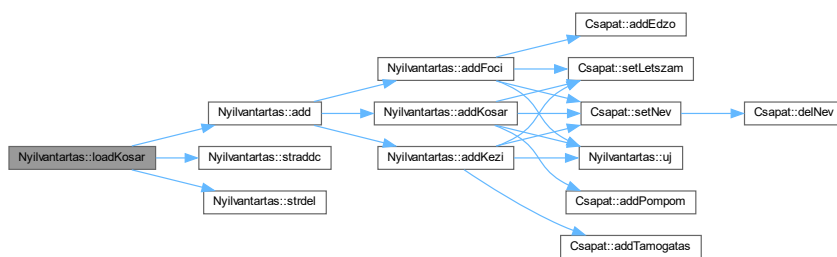 Nyilvantartas::loadKosar
Nyilvantartas::add
Nyilvantartas::straddc
Nyilvantartas::strdel
Nyilvantartas::addFoci
Nyilvantartas::addKosar
Nyilvantartas::addKezi
Csapat::addEdzo
Csapat::setLetszam
Csapat::setNev
Nyilvantartas::uj
Csapat::addPompom
Csapat::addTamogatas
Csapat::delNev